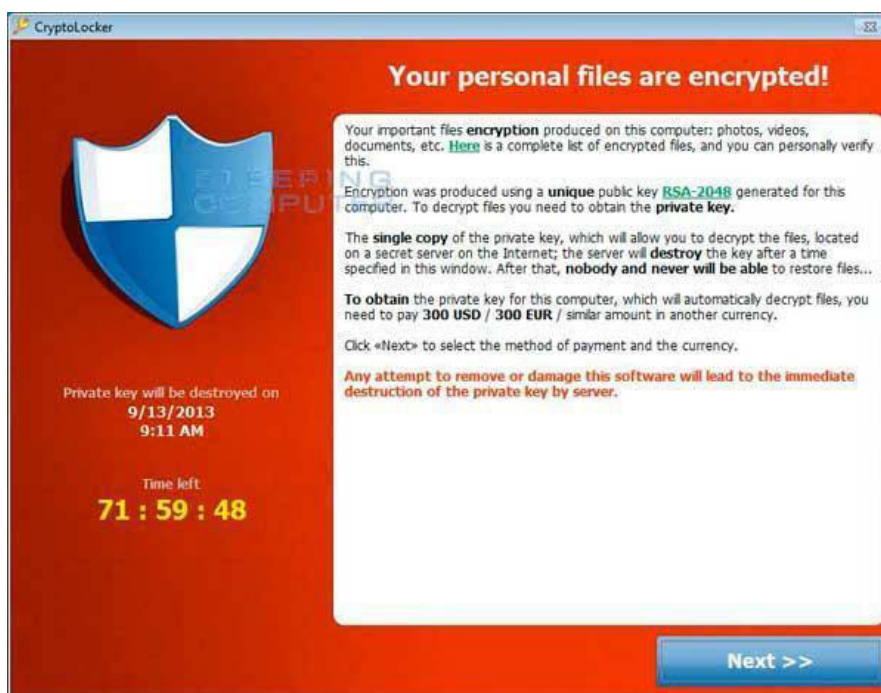 CryptoLocker
Your personal files are encrypted!
Your important files encryption produced on this computer: photos, videos,
documents, etc. Here is a complete list of encrypted files, and you can personally verify
this.
Encryption was produced using a unique public key RSA-2048 generated for this
computer. To decrypt files you need to obtain the private key.
The single copy of the private key, which will allow you to decrypt the files, located
on a secret server on the Internet; the server will destroy the key after a time
specified in this window. After that, nobody and never will be able to restore files...
To obtain the private key for this computer, which will automatically decrypt files, you
need to pay 300 USD / 300 EUR / similar amount in another currency.
Click «Next» to select the method of payment and the currency.
Any attempt to remove or damage this software will lead to the immediate
destruction of the private key by server.
BLEEPING
COMPUTER
Private key will be destroyed on
9/13/2013
9:11 AM
Time left
71 : 59 : 48
Next >>